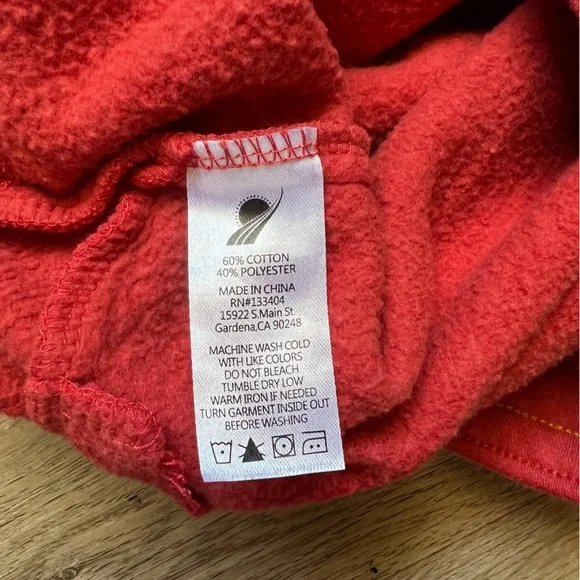 60% COTTON
40% POLYESTER
MADE IN CHINA
RN#133404
15922 S.Main St
Gardena,CA 90248
MACHINE WASH COLD
WITH LIKE COLORS
DO NOT BLEACH
TUMBLE DRY LOW
WARM IRON IF NEEDED
TURN GARMENT INSIDE OUT
BEFORE WASHING